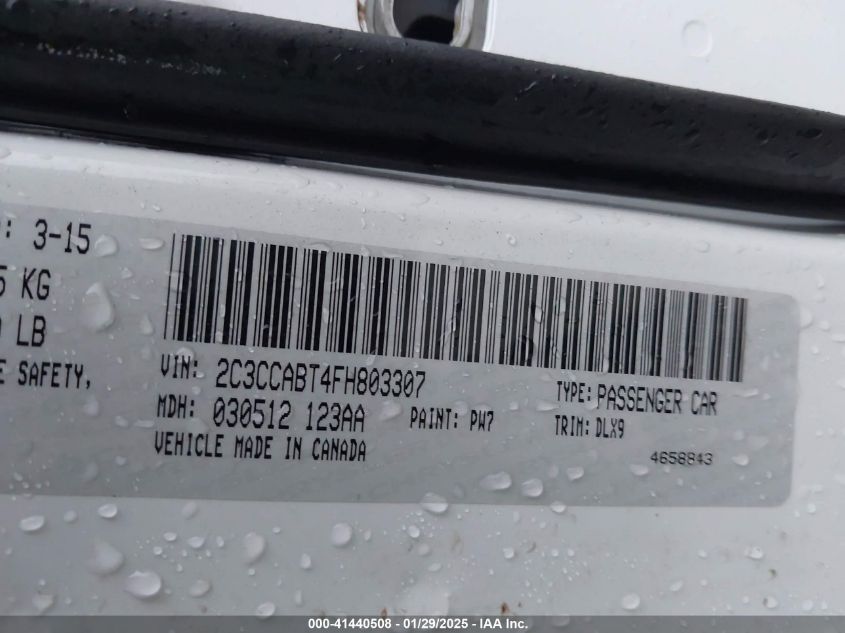 : 3-15
KG
LB
E SAFETY,
VIN: 2C3CCABT4FH803307
TYPE: PASSENGER CAR
MDH: 030512 123AA
PAINT: PW7
TRIM: DLX9
VEHICLE MADE IN CANADA
4658843
000-41440508 - 01/29/2025 - IAA Inc.